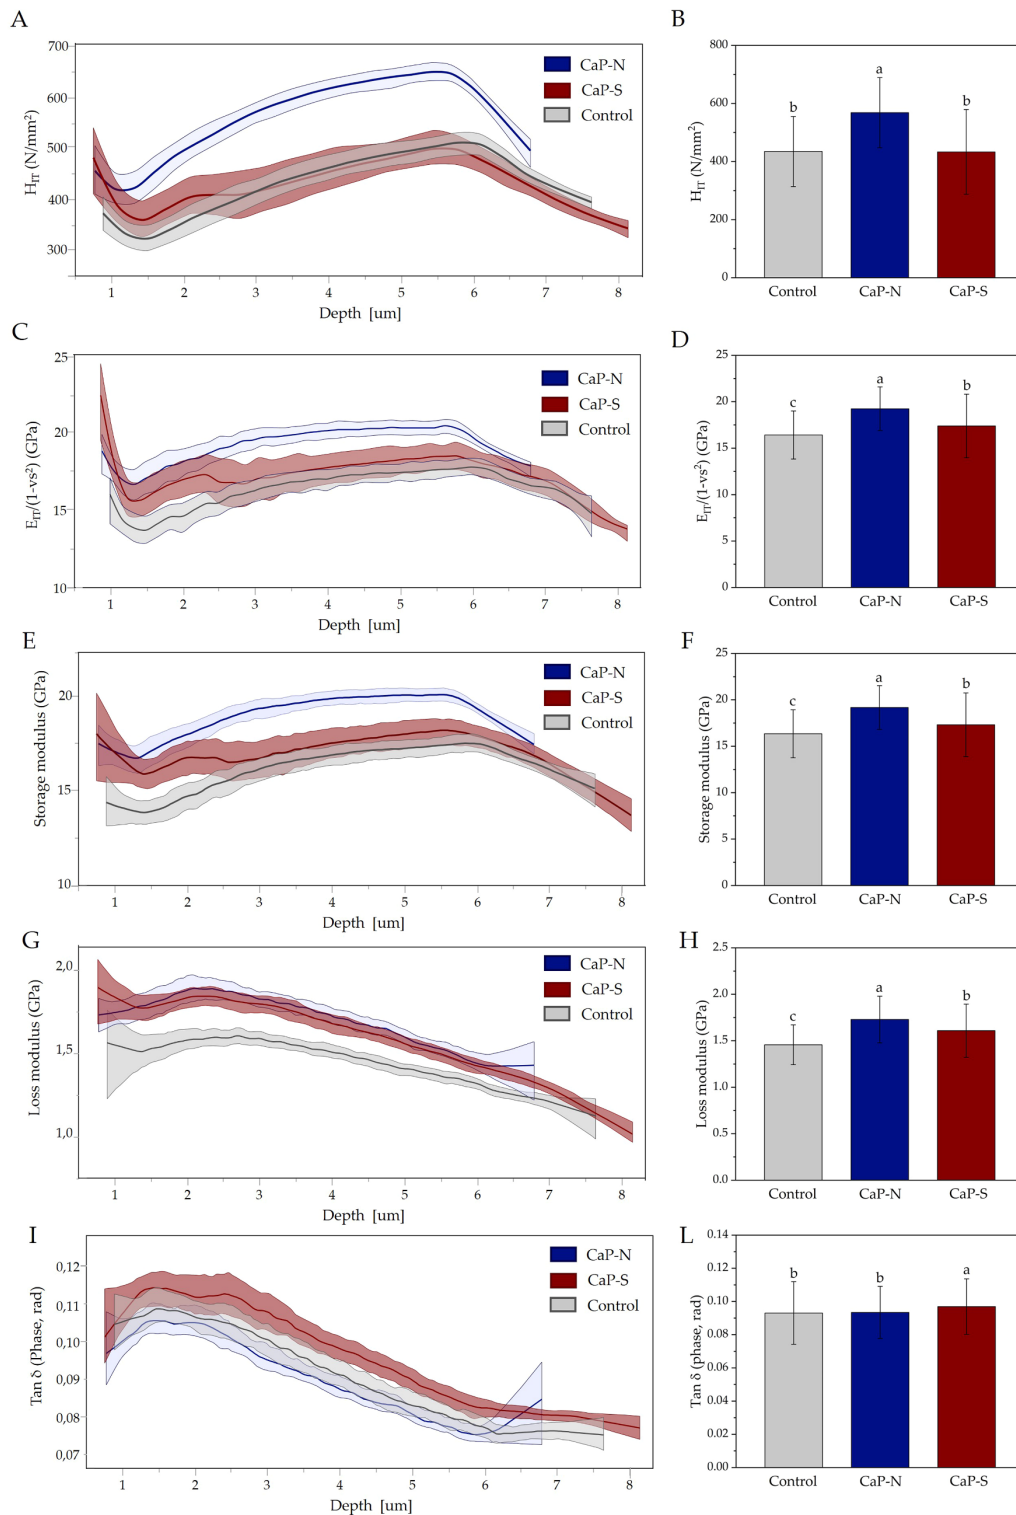 A
H_IT (N/mm²)
700
600
500
400
300
CaP-N
CaP-S
Control
1 2 3 4 5 6 7 8
Depth [um]
B
H_IT (N/mm²)
800
600
400
200
0
b a b
Control CaP-N CaP-S
C
E_IT/(1-vs²) (GPa)
25
20
15
10
CaP-N
CaP-S
Control
1 2 3 4 5 6 7 8
Depth [um]
D
E_IT/(1-vs²) (GPa)
25
20
15
10
5
0
c a b
Control CaP-N CaP-S
E
Storage modulus (GPa)
20
15
10
CaP-N
CaP-S
Control
1 2 3 4 5 6 7 8
Depth [um]
F
Storage modulus (GPa)
25
20
15
10
5
0
c a b
Control CaP-N CaP-S
G
Loss modulus (GPa)
2,0
1,5
1,0
CaP-N
CaP-S
Control
1 2 3 4 5 6 7 8
Depth [um]
H
Loss modulus (GPa)
2.5
2.0
1.5
1.0
0.5
0.0
c a b
Control CaP-N CaP-S
I
Tan δ (Phase, rad)
0,12
0,11
0,10
0,09
0,08
0,07
CaP-N
CaP-S
Control
1 2 3 4 5 6 7 8
Depth [um]
L
Tan δ (phase, rad)
0.14
0.12
0.10
0.08
0.06
0.04
0.02
0.00
b b a
Control CaP-N CaP-S